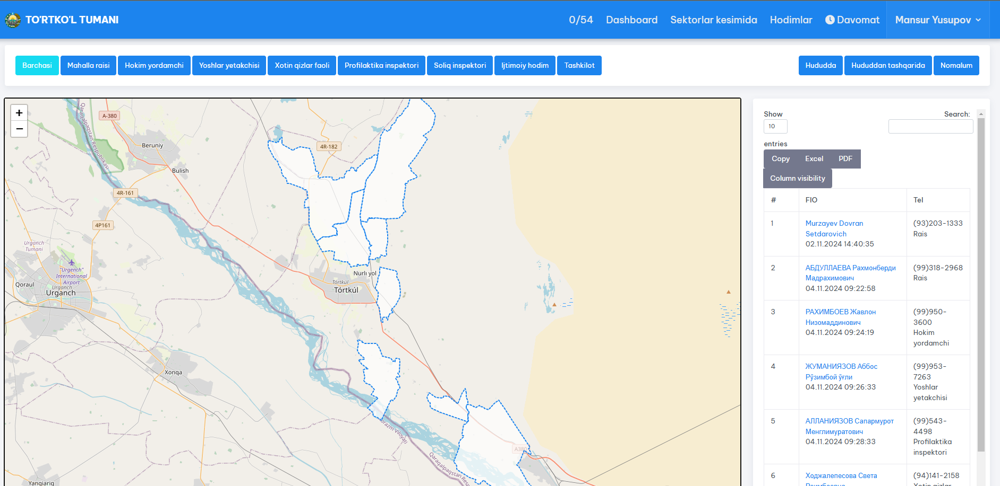 TO'RTKO'L TUMANI
0/54 Dashboard Sektorlar kesimida Hodimlar Davomat Mansur Yusupov
Barchasi Mahalla raisi Hokim yordamchi Yoshlar yetakchisi Xotin qizlar faoli Profilaktika inspektori Soliq inspektori Ijtimoiy hodim Tashkilot Hududda Hududdan tashqarida Nomalum
+
−
Qaraqalpaqstan Respublikası
A-380
Beruniy
4R-182
Bulish
4R-161
4P161
Urganch
Tumani
"Urgench"
International
Airport
Urganch
Qoraul
Urganch
Nurlı yol
Tórtkúl
Tórtkúl
Xonqa
Xorazm Viloyati
Qaraqalpaqstan Res
A380
Yangiariq
Show
10
entries
Search:
Copy Excel PDF
Column visibility
# FIO Tel
1 Murzayev Dovran (93)203-1333
Setdarovich Rais
02.11.2024 14:40:35
2 АБДУЛЛАЕВА Рахмонберди (99)318-2968
Мадрахимович Rais
04.11.2024 09:22:58
3 РАХИМБОЕВ Жавлон (99)950-
Низомаддинович 3600
04.11.2024 09:24:19 Hokim
yordamchi
4 ЖУМАНИЯЗОВ Аббос (99)953-
Рўзимбой ўғли 7263
04.11.2024 09:26:33 Yoshlar
yetakchisi
5 АЛЛАНИЯЗОВ Сапармурот (99)543-
Менглимуратович 4498
04.11.2024 09:28:33 Profilaktika
inspektori
6 Ходжалепесова Света (94)141-2158
Раимбаевна Xotin qizlar